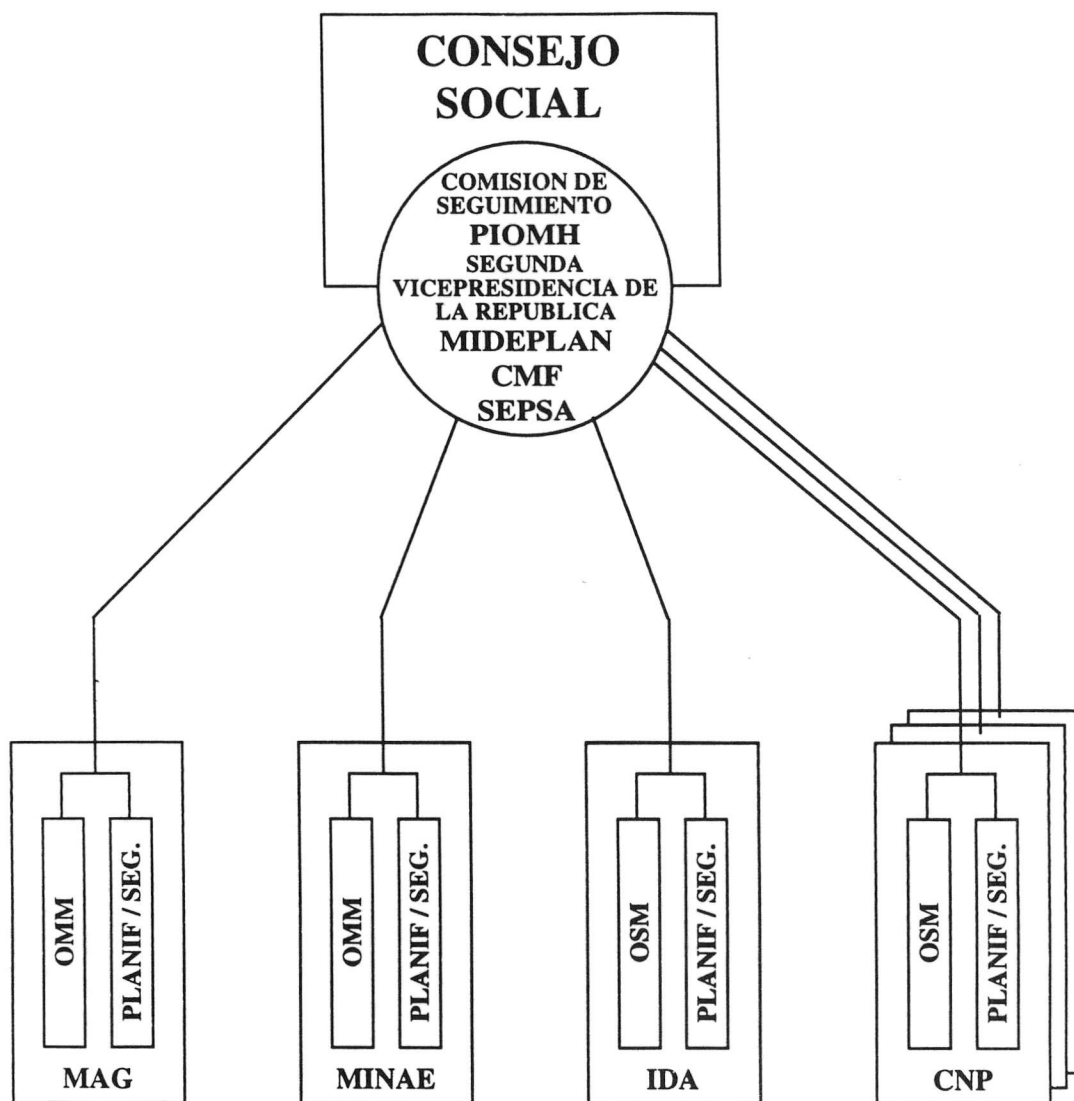 CONSEJO
SOCIAL
COMISION DE
SEGUIMIENTO
PIOMH
SEGUNDA
VICEPRESIDENCIA DE
LA REPUBLICA
MIDEPLAN
CMF
SEPSA
OMM
PLANIF / SEG.
MAG
OMM
PLANIF / SEG.
MINAE
OSM
PLANIF / SEG.
IDA
OSM
PLANIF / SEG.
CNP